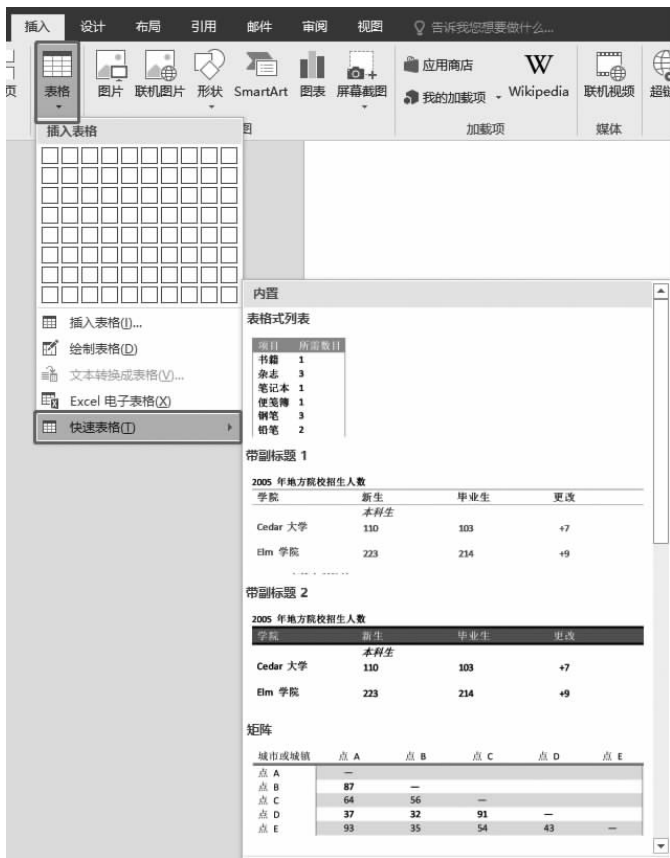 插入 设计 布局 引用 邮件 审阅 视图 告诉我您想要做什么...
页 表格 图片 联机图片 形状 SmartArt 图表 屏幕截图 应用商店 我的加载项 Wikipedia 联机视频 超链
图 加载项 媒体
插入表格
插入表格(I)...
绘制表格(D)
文本转换成表格(V)...
Excel 电子表格(X)
快速表格(T)
内置
表格式列表
项目 所需数目
书籍 1
杂志 3
笔记本 1
便笺簿 1
钢笔 3
铅笔 2
带副标题 1
2005 年地方院校招生人数
学院 新生 毕业生 更改
本科生
Cedar 大学 110 103 +7
Elm 学院 223 214 +9
带副标题 2
2005 年地方院校招生人数
学院 新生 毕业生 更改
本科生
Cedar 大学 110 103 +7
Elm 学院 223 214 +9
矩阵
城市或城镇 点 A 点 B 点 C 点 D 点 E
点 A —
点 B 87 —
点 C 64 56 —
点 D 37 32 91 —
点 E 93 35 54 43 —